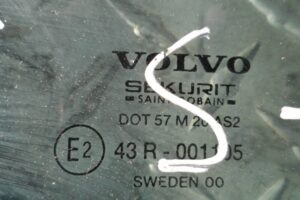 VOLVO
SEKURIT
SAINT-GOBAIN
DOT 57 M 20 AS2
E2 43 R-001105
SWEDEN 00
S